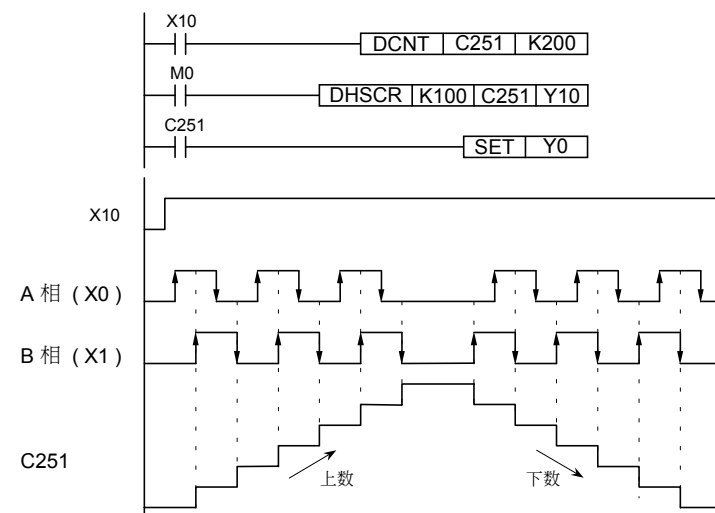 X10
DCNT C251 K200
M0
DHSCR K100 C251 Y10
C251
SET Y0
X10
A 相 ( X0 )
B 相 ( X1 )
C251
上数
下数